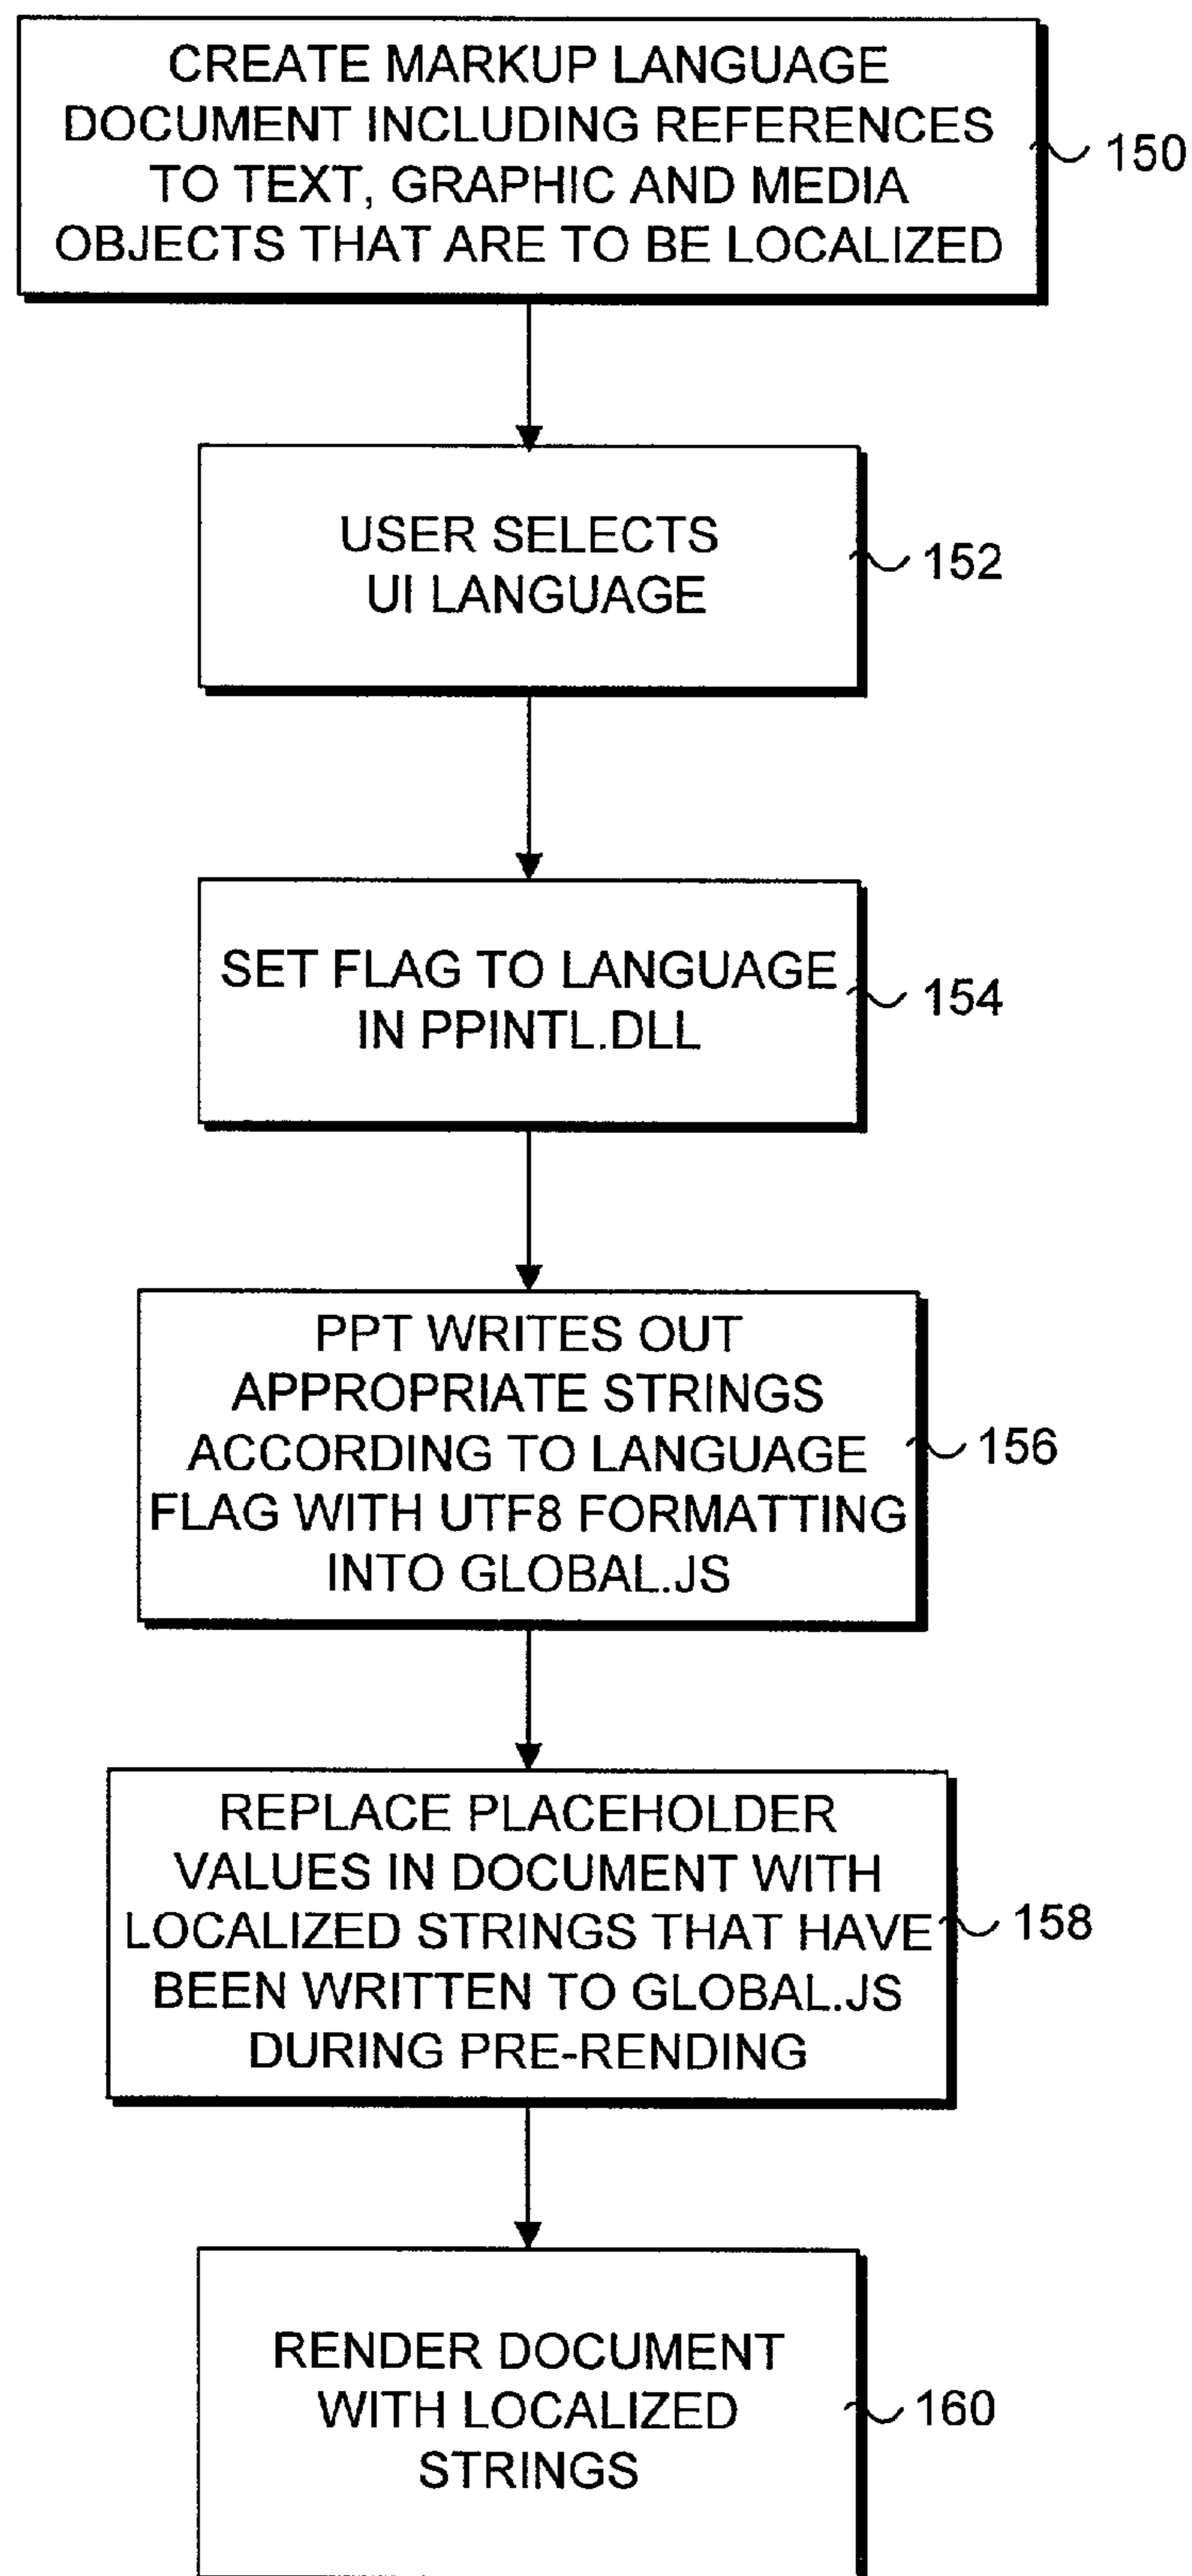 CREATE MARKUP LANGUAGE
DOCUMENT INCLUDING REFERENCES
TO TEXT, GRAPHIC AND MEDIA
OBJECTS THAT ARE TO BE LOCALIZED
150
USER SELECTS
UI LANGUAGE
152
SET FLAG TO LANGUAGE
IN PPINTL.DLL
154
PPT WRITES OUT
APPROPRIATE STRINGS
ACCORDING TO LANGUAGE
FLAG WITH UTF8 FORMATTING
INTO GLOBAL.JS
156
REPLACE PLACEHOLDER
VALUES IN DOCUMENT WITH
LOCALIZED STRINGS THAT HAVE
BEEN WRITTEN TO GLOBAL.JS
DURING PRE-RENDING
158
RENDER DOCUMENT
WITH LOCALIZED
STRINGS
160